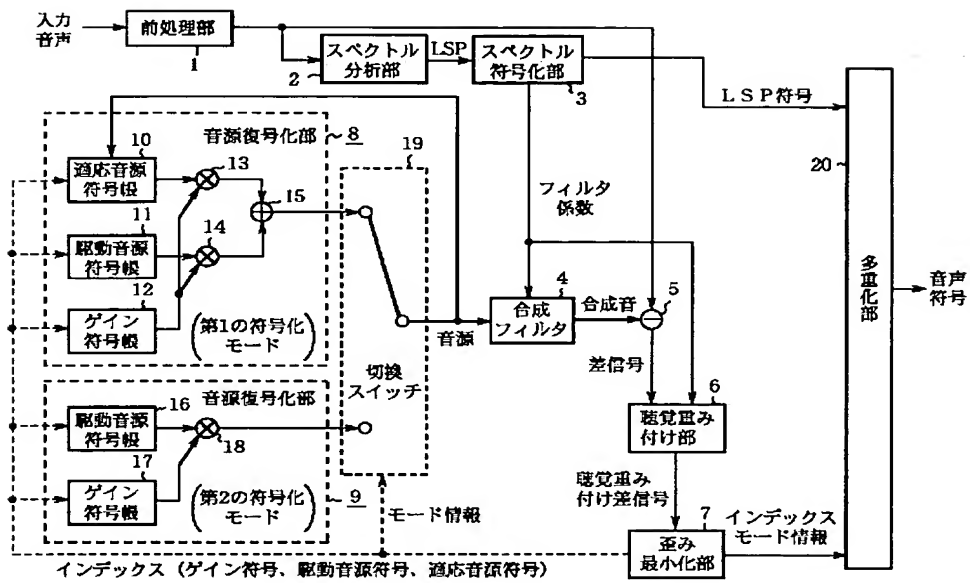 入力
音声
前処理部
1
スペクトル
分析部
2
LSP
スペクトル
符号化部
3
LSP符号
音源復号化部
8
適応音源
符号帳
10
13
駆動音源
符号帳
11
14
15
ゲイン
符号帳
12
(第1の符号化
モード)
19
切換
スイッチ
音源
フィルタ
係数
合成
フィルタ
4
合成音
5
差信号
20
多重化部
音声
符号
音源復号化部
駆動音源
符号帳
16
18
ゲイン
符号帳
17
(第2の符号化
モード)
9
モード情報
聴覚重み
付け部
6
聴覚重み
付け差信号
歪み
最小化部
7
インデックス
モード情報
インデックス（ゲイン符号、駆動音源符号、適応音源符号）